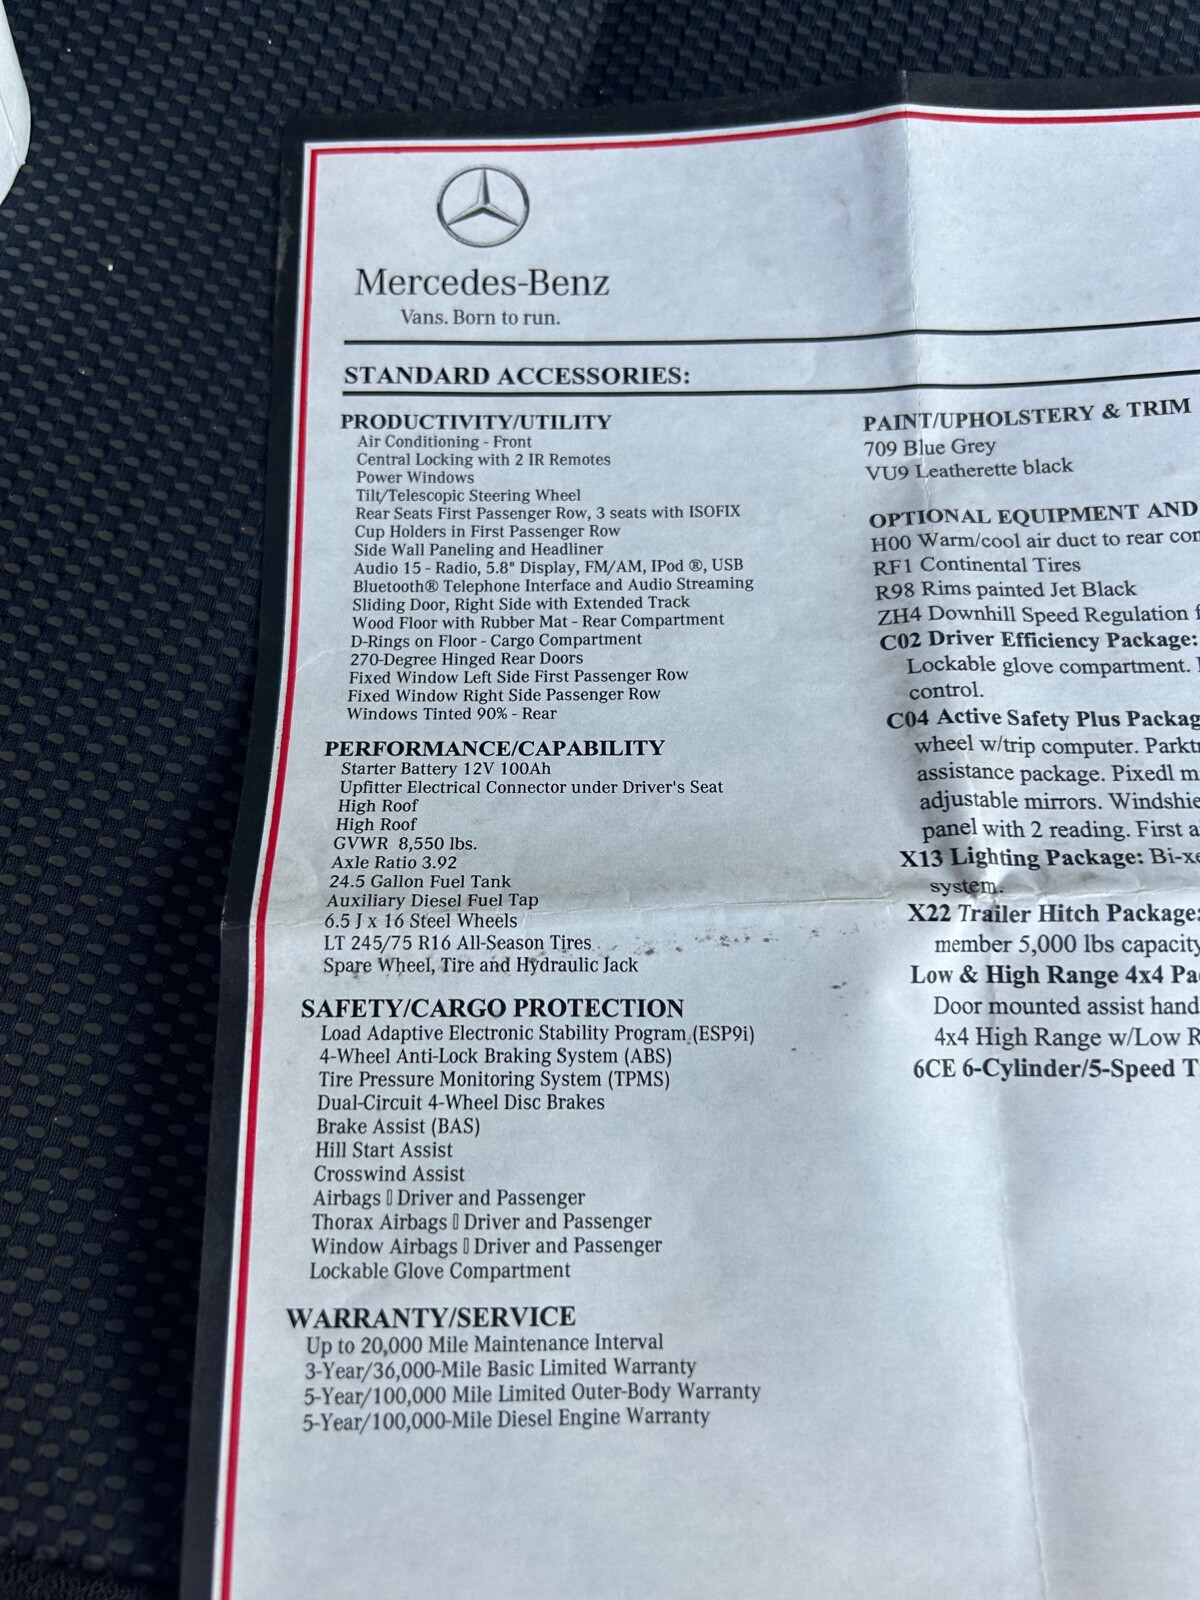 Mercedes-Benz
Vans. Born to run.
STANDARD ACCESSORIES:
PRODUCTIVITY/UTILITY
Air Conditioning - Front
Central Locking with 2 IR Remotes
Power Windows
Tilt/Telescopic Steering Wheel
Rear Seats First Passenger Row, 3 seats with ISOFIX
Cup Holders in First Passenger Row
Side Wall Paneling and Headliner
Audio 15 - Radio, 5.8" Display, FM/AM, IPod ®, USB
Bluetooth® Telephone Interface and Audio Streaming
Sliding Door, Right Side with Extended Track
Wood Floor with Rubber Mat - Rear Compartment
D-Rings on Floor - Cargo Compartment
270-Degree Hinged Rear Doors
Fixed Window Left Side First Passenger Row
Fixed Window Right Side Passenger Row
Windows Tinted 90% - Rear
PERFORMANCE/CAPABILITY
Starter Battery 12V 100Ah
Upfitter Electrical Connector under Driver's Seat
High Roof
High Roof
GVWR 8,550 lbs.
Axle Ratio 3.92
24.5 Gallon Fuel Tank
Auxiliary Diesel Fuel Tap
6.5 J x 16 Steel Wheels
LT 245/75 R16 All-Season Tires
Spare Wheel, Tire and Hydraulic Jack
SAFETY/CARGO PROTECTION
Load Adaptive Electronic Stability Program (ESP9i)
4-Wheel Anti-Lock Braking System (ABS)
Tire Pressure Monitoring System (TPMS)
Dual-Circuit 4-Wheel Disc Brakes
Brake Assist (BAS)
Hill Start Assist
Crosswind Assist
Airbags ▯ Driver and Passenger
Thorax Airbags ▯ Driver and Passenger
Window Airbags ▯ Driver and Passenger
Lockable Glove Compartment
WARRANTY/SERVICE
Up to 20,000 Mile Maintenance Interval
3-Year/36,000-Mile Basic Limited Warranty
5-Year/100,000 Mile Limited Outer-Body Warranty
5-Year/100,000-Mile Diesel Engine Warranty
PAINT/UPHOLSTERY & TRIM
709 Blue Grey
VU9 Leatherette black
OPTIONAL EQUIPMENT AND
H00 Warm/cool air duct to rear
RF1 Continental Tires
R98 Rims painted Jet Black
ZH4 Downhill Speed Regulation
C02 Driver Efficiency Package:
Lockable glove compartment.
control.
C04 Active Safety Plus
wheel w/trip computer.
assistance package. Pixedl
adjustable mirrors.
panel with 2 reading. First
X13 Lighting Package:
system.
X22 Trailer Hitch Package:
member 5,000 lbs capacity
Low & High Range 4x4
Door mounted assist
4x4 High Range w/Low
6CE 6-Cylinder/5-Speed